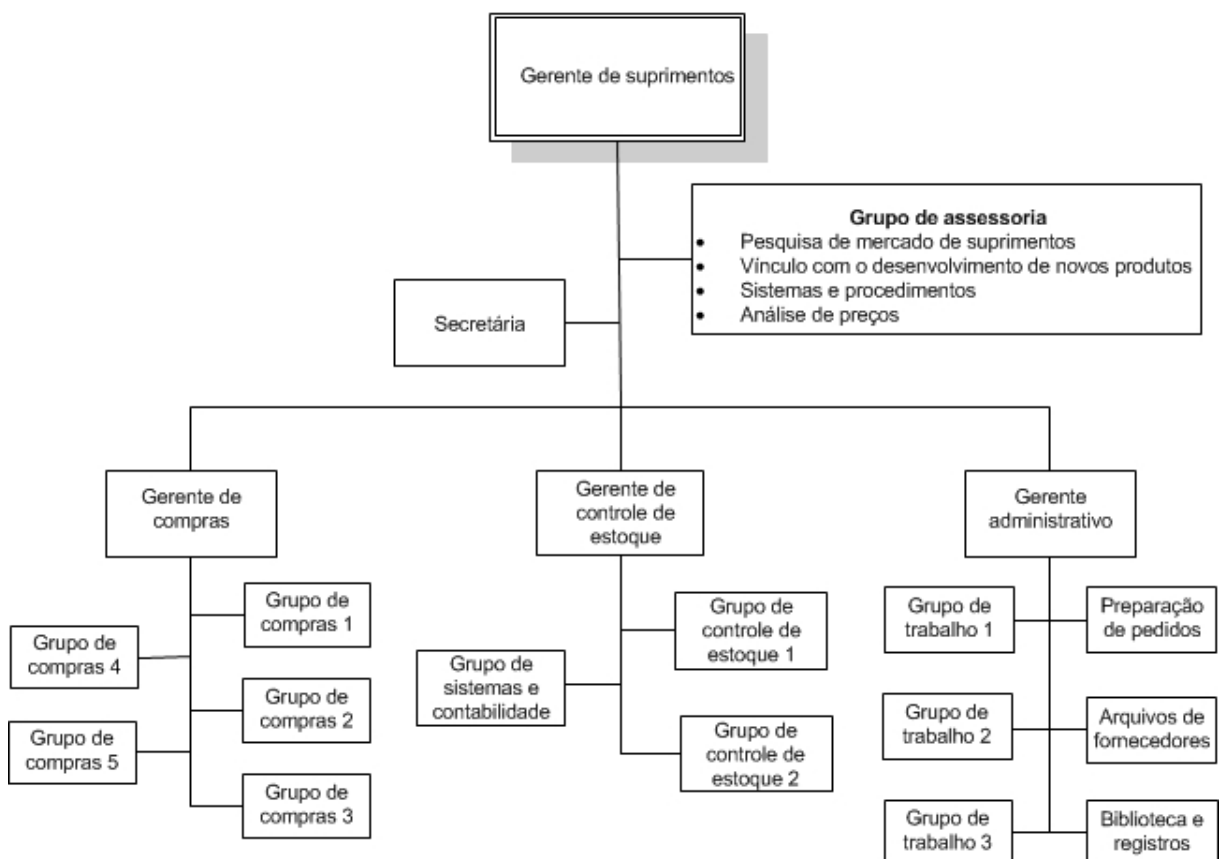 Gerente de suprimentos
Grupo de assessoria
• Pesquisa de mercado de suprimentos
• Vínculo com o desenvolvimento de novos produtos
• Sistemas e procedimentos
• Análise de preços
Secretária
Gerente de
compras
Gerente de
controle de
estoque
Gerente
administrativo
Grupo de
compras 1
Grupo de
compras 4
Grupo de
compras 2
Grupo de
compras 5
Grupo de
compras 3
Grupo de
controle de
estoque 1
Grupo de
sistemas e
contabilidade
Grupo de
controle de
estoque 2
Grupo de
trabalho 1
Preparação
de pedidos
Grupo de
trabalho 2
Arquivos de
fornecedores
Grupo de
trabalho 3
Biblioteca e
registros